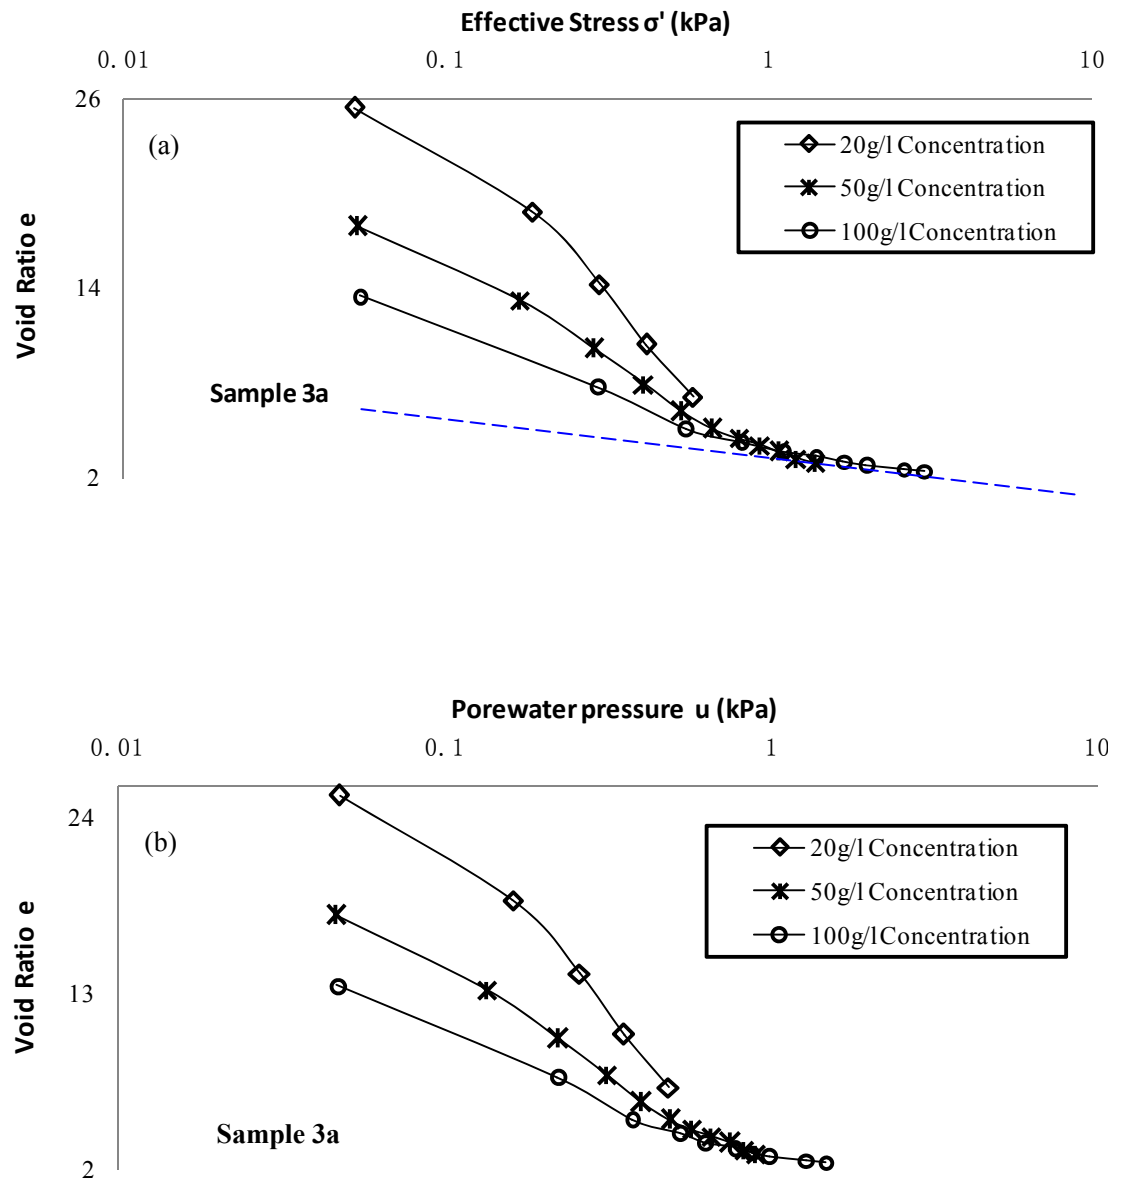 Effective Stress σ' (kPa)
0.01 0.1 1 10
26
(a)
20g/l Concentration
50g/l Concentration
100g/l Concentration
Void Ratio e
14
Sample 3a
2
Porewater pressure u (kPa)
0.01 0.1 1 10
24
(b)
20g/l Concentration
50g/l Concentration
100g/l Concentration
Void Ratio e
13
Sample 3a
2